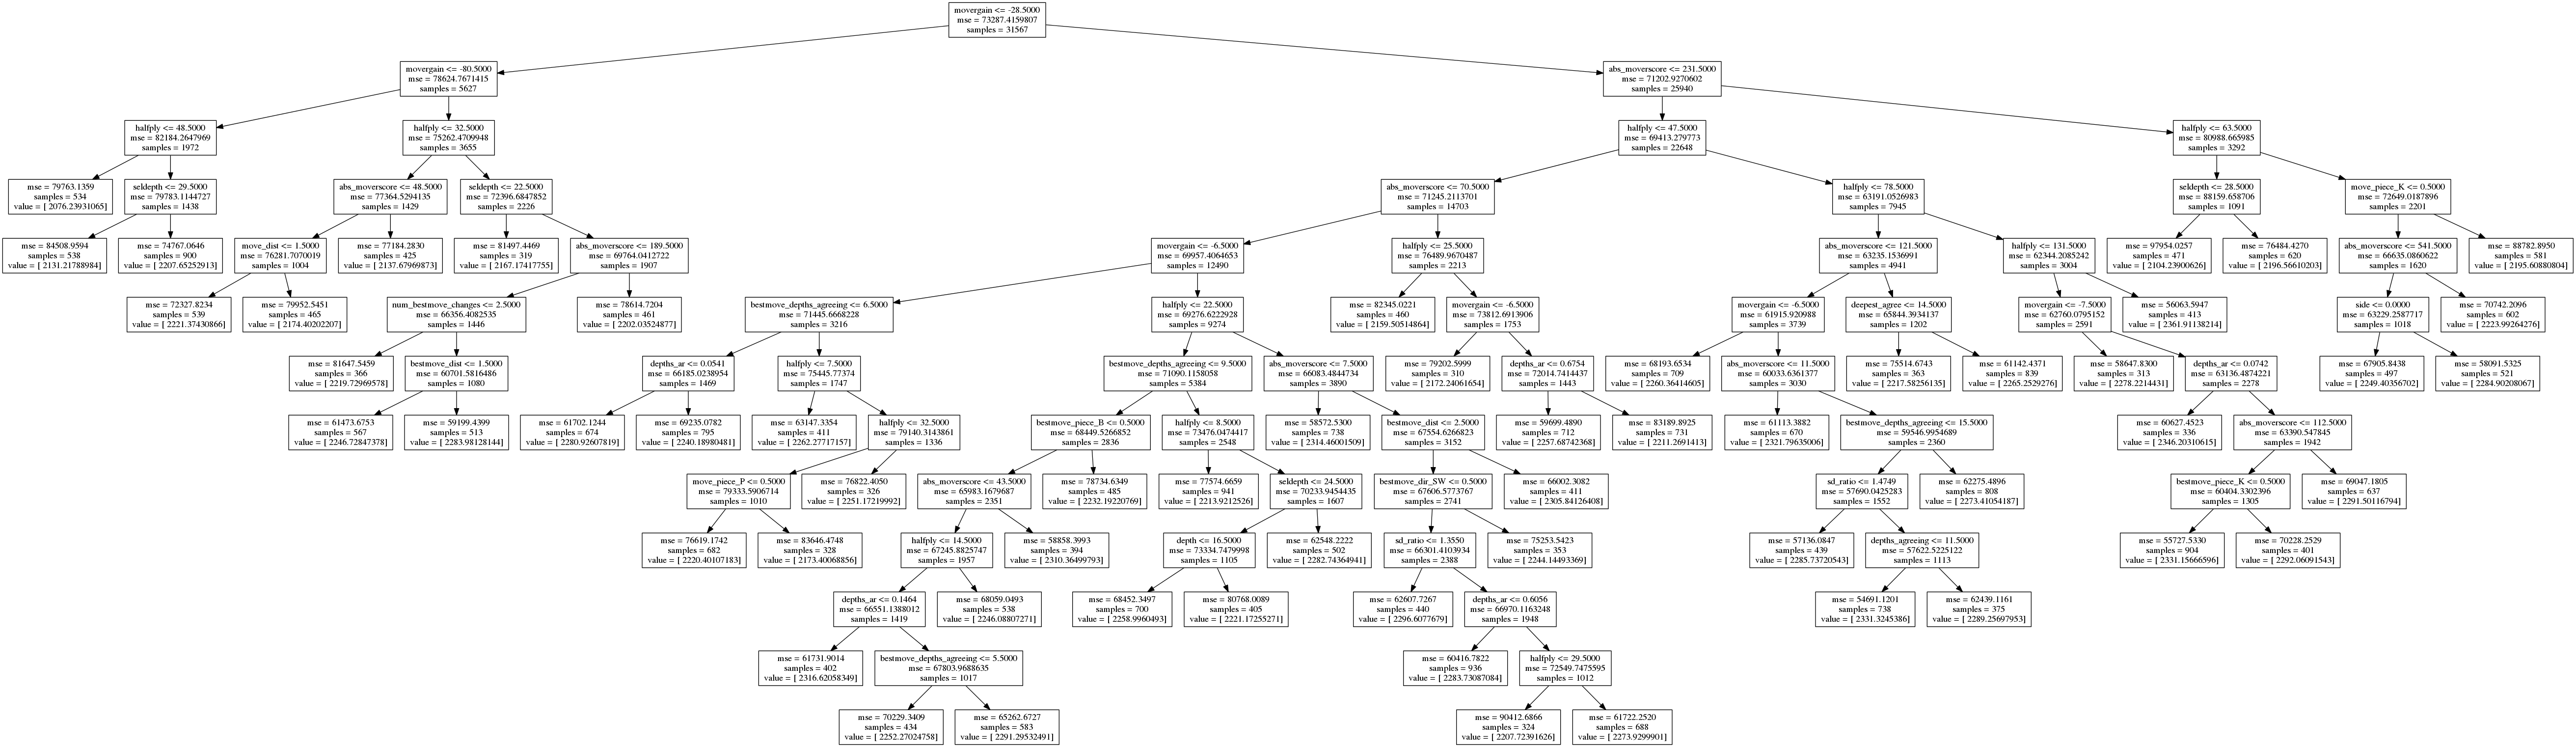 movergain <= -28.5000
mse = 73287.4159807
samples = 31567
movergain <= -80.5000
mse = 78624.7671415
samples = 5627
abs_moverscore <= 231.5000
mse = 71202.9270602
samples = 25940
halfply <= 48.5000
mse = 82184.2647969
samples = 1972
halfply <= 32.5000
mse = 75262.4709948
samples = 3655
halfply <= 47.5000
mse = 69413.279773
samples = 22648
halfply <= 63.5000
mse = 80988.665985
samples = 3292
mse = 79763.1359
samples = 534
value = [ 2076.23931065]
seldepth <= 29.5000
mse = 79783.1144727
samples = 1438
abs_moverscore <= 48.5000
mse = 77364.5294135
samples = 1429
seldepth <= 22.5000
mse = 72396.6847852
samples = 2226
abs_moverscore <= 70.5000
mse = 71245.2113701
samples = 14703
halfply <= 78.5000
mse = 63191.0526983
samples = 7945
seldepth <= 28.5000
mse = 88159.658706
samples = 1091
move_piece_K <= 0.5000
mse = 72649.0187896
samples = 2201
mse = 84508.9594
samples = 538
value = [ 2131.21788984]
mse = 74767.0646
samples = 900
value = [ 2207.65252913]
move_dist <= 1.5000
mse = 76281.7070019
samples = 1004
mse = 77184.2830
samples = 425
value = [ 2137.67969873]
mse = 81497.4469
samples = 319
value = [ 2167.17417755]
abs_moverscore <= 189.5000
mse = 69764.0412722
samples = 1907
movergain <= -6.5000
mse = 69957.4064653
samples = 12490
halfply <= 25.5000
mse = 76489.9670487
samples = 2213
abs_moverscore <= 121.5000
mse = 63235.1536991
samples = 4941
halfply <= 131.5000
mse = 62344.2085242
samples = 3004
mse = 97954.0257
samples = 471
value = [ 2104.23900626]
mse = 76484.4270
samples = 620
value = [ 2196.56610203]
abs_moverscore <= 541.5000
mse = 66635.0860622
samples = 1620
mse = 88782.8950
samples = 581
value = [ 2195.60880804]
mse = 72327.8234
samples = 539
value = [ 2221.37430866]
mse = 79952.5451
samples = 465
value = [ 2174.40202207]
num_bestmove_changes <= 2.5000
mse = 66356.4082535
samples = 1446
mse = 78614.7204
samples = 461
value = [ 2202.03524877]
bestmove_depths_agreeing <= 6.5000
mse = 71445.6668228
samples = 3216
halfply <= 22.5000
mse = 69276.6222928
samples = 9274
mse = 82345.0221
samples = 460
value = [ 2159.50514864]
movergain <= -6.5000
mse = 73812.6913906
samples = 1753
movergain <= -6.5000
mse = 61915.920988
samples = 3739
deepest_agree <= 14.5000
mse = 65844.3934137
samples = 1202
movergain <= -7.5000
mse = 62760.0795152
samples = 2591
mse = 56063.5947
samples = 413
value = [ 2361.91138214]
side <= 0.0000
mse = 63229.2587717
samples = 1018
mse = 70742.2096
samples = 602
value = [ 2223.99264276]
mse = 81647.5459
samples = 366
value = [ 2219.72969578]
bestmove_dist <= 1.5000
mse = 60701.5816486
samples = 1080
depths_ar <= 0.0541
mse = 66185.0238954
samples = 1469
halfply <= 7.5000
mse = 75445.77374
samples = 1747
bestmove_depths_agreeing <= 9.5000
mse = 71090.1158058
samples = 5384
abs_moverscore <= 7.5000
mse = 66083.4844144
samples = 3890
mse = 79202.5999
samples = 310
value = [ 2172.24061654]
depths_ar <= 0.6754
mse = 72014.7414437
samples = 1443
mse = 68193.6534
samples = 709
value = [ 2260.36414605]
abs_moverscore <= 11.5000
mse = 60033.6361377
samples = 3030
mse = 75514.6743
samples = 363
value = [ 2217.58256135]
mse = 61142.4371
samples = 839
value = [ 2265.2529276]
mse = 58647.8300
samples = 313
value = [ 2278.2214431]
depths_ar <= 0.0742
mse = 63136.4874221
samples = 2278
mse = 67905.8438
samples = 497
value = [ 2249.40356702]
mse = 58091.5325
samples = 521
value = [ 2284.90208067]
mse = 61473.6753
samples = 567
value = [ 2246.72847378]
mse = 59199.4399
samples = 513
value = [ 2283.98128144]
mse = 61702.1244
samples = 674
value = [ 2280.92607819]
mse = 69235.0782
samples = 795
value = [ 2240.18980481]
mse = 63147.3354
samples = 411
value = [ 2262.27717157]
halfply <= 32.5000
mse = 79140.3143861
samples = 1336
bestmove_piece_B <= 0.5000
mse = 68449.5266852
samples = 2836
halfply <= 8.5000
mse = 73476.0474417
samples = 2548
mse = 58572.5300
samples = 738
value = [ 2314.46001509]
bestmove_dist <= 2.5000
mse = 67554.6266823
samples = 3152
mse = 59699.4890
samples = 712
value = [ 2257.68742368]
mse = 83189.8925
samples = 731
value = [ 2211.2691413]
mse = 61113.3882
samples = 670
value = [ 2321.79635006]
bestmove_depths_agreeing <= 15.5000
mse = 59546.9954689
samples = 2360
mse = 60627.4523
samples = 336
value = [ 2346.20310615]
abs_moverscore <= 112.5000
mse = 63390.547845
samples = 1942
move_piece_P <= 0.5000
mse = 79333.5906714
samples = 1010
mse = 76822.4050
samples = 326
value = [ 2251.17219992]
abs_moverscore <= 43.5000
mse = 65983.1679687
samples = 2351
mse = 78734.6349
samples = 485
value = [ 2232.19220769]
mse = 77574.6659
samples = 941
value = [ 2213.9212526]
seldepth <= 24.5000
mse = 70233.9454435
samples = 1607
bestmove_dir_SW <= 0.5000
mse = 67606.5773767
samples = 2741
mse = 66002.3082
samples = 411
value = [ 2305.84126408]
sd_ratio <= 1.4749
mse = 57690.0425283
samples = 1552
mse = 62275.4896
samples = 808
value = [ 2273.41054187]
bestmove_piece_K <= 0.5000
mse = 60404.3302396
samples = 1305
mse = 69047.1805
samples = 637
value = [ 2291.50116794]
mse = 76619.1742
samples = 682
value = [ 2220.40107183]
mse = 83646.4748
samples = 328
value = [ 2173.40068856]
halfply <= 14.5000
mse = 67245.8825747
samples = 1957
mse = 58858.3993
samples = 394
value = [ 2310.36499793]
depth <= 16.5000
mse = 73334.7479998
samples = 1105
mse = 62548.2222
samples = 502
value = [ 2282.74364941]
sd_ratio <= 1.3550
mse = 66301.4103934
samples = 2388
mse = 75253.5423
samples = 353
value = [ 2244.14493369]
mse = 57136.0847
samples = 439
value = [ 2285.73720543]
depths_agreeing <= 11.5000
mse = 57622.5225122
samples = 1113
mse = 55727.5330
samples = 904
value = [ 2331.15666596]
mse = 70228.2529
samples = 401
value = [ 2292.06091543]
depths_ar <= 0.1464
mse = 66551.1388012
samples = 1419
mse = 68059.0493
samples = 538
value = [ 2246.08807271]
mse = 68452.3497
samples = 700
value = [ 2258.9960493]
mse = 80768.0089
samples = 405
value = [ 2221.17255271]
mse = 62607.7267
samples = 440
value = [ 2296.6077679]
depths_ar <= 0.6056
mse = 66970.1163248
samples = 1948
mse = 54691.1201
samples = 738
value = [ 2331.3245386]
mse = 62439.1161
samples = 375
value = [ 2289.25697953]
mse = 61731.9014
samples = 402
value = [ 2316.62058349]
bestmove_depths_agreeing <= 5.5000
mse = 67803.9688635
samples = 1017
mse = 60416.7822
samples = 936
value = [ 2283.73087084]
halfply <= 29.5000
mse = 72549.7475595
samples = 1012
mse = 70229.3409
samples = 434
value = [ 2252.27024758]
mse = 65262.6727
samples = 583
value = [ 2291.29532491]
mse = 90412.6866
samples = 324
value = [ 2207.72391626]
mse = 61722.2520
samples = 688
value = [ 2273.9299901]